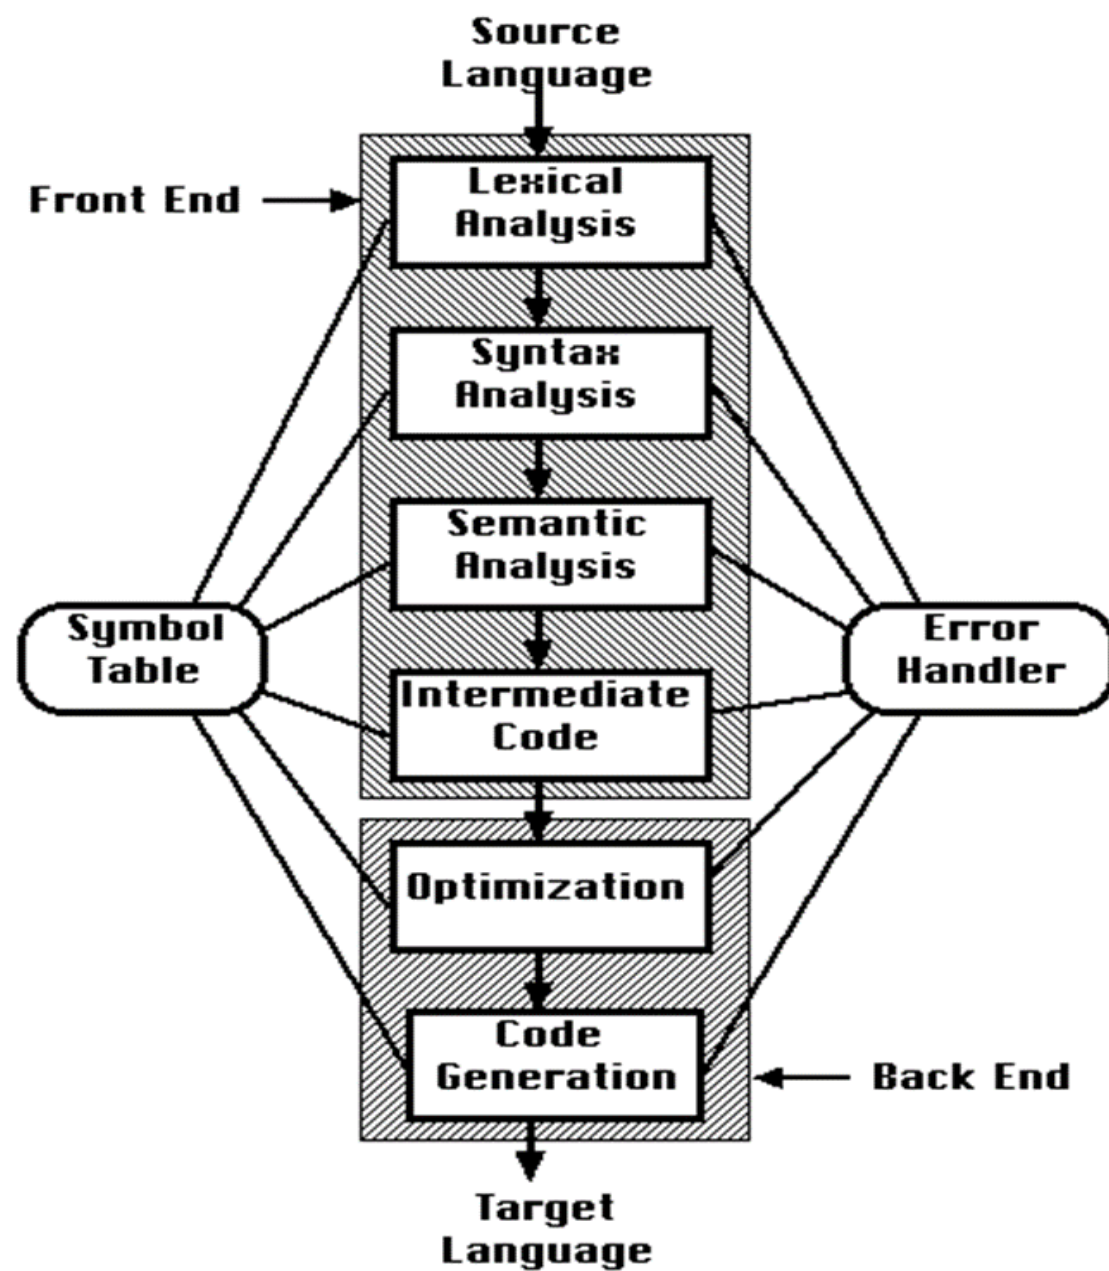 Source
Language
Front End
Lexical
Analysis
Syntax
Analysis
Semantic
Analysis
Symbol
Table
Error
Handler
Intermediate
Code
Optimization
Code
Generation
Back End
Target
Language